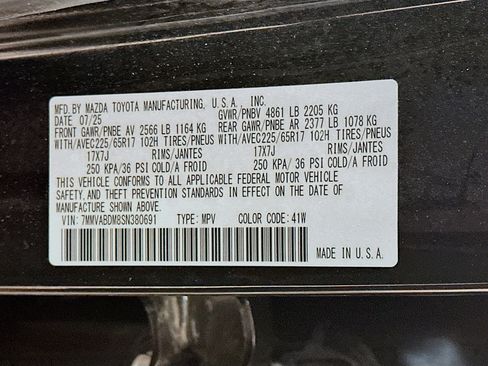 MFD. BY MAZDA TOYOTA MANUFACTURING, U.S.A., INC.
DATE 07/25 GVWR/PNBV 4861 LB 2205 KG
FRONT GAWR/PNBE AV 2566 LB 1164 KG REAR GAWR/PNBE AR 2377 LB 1078 KG
WITH/AVEC225/65R17 102H TIRES/PNEUS WITH/AVEC225/65R17 102H TIRES/PNEUS
17X7J RIMS/JANTES 17X7J RIMS/JANTES
250 KPA/36 PSI COLD/A FROID 250 KPA/36 PSI COLD/A FROID
THIS VEHICLE CONFORMS TO ALL APPLICABLE FEDERAL MOTOR VEHICLE
SAFETY, AND THEFT PREVENTION STANDARDS IN EFFECT ON THE DATE OF
MANUFACTURE SHOWN ABOVE.
VIN: 7MMVABDM8SN380691 TYPE: MPV COLOR CODE: 41W
MADE IN U.S.A.